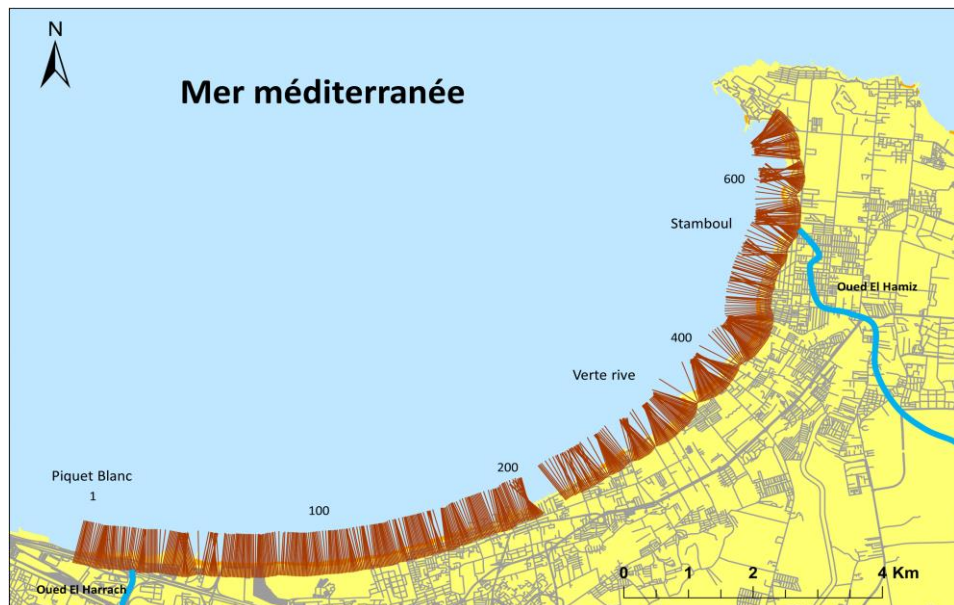 N
Mer méditerranée
600
Stamboul
Oued El Hamiz
400
Verte rive
200
Piquet Blanc
1
100
Oued El Harrach
0 1 2 4 Km